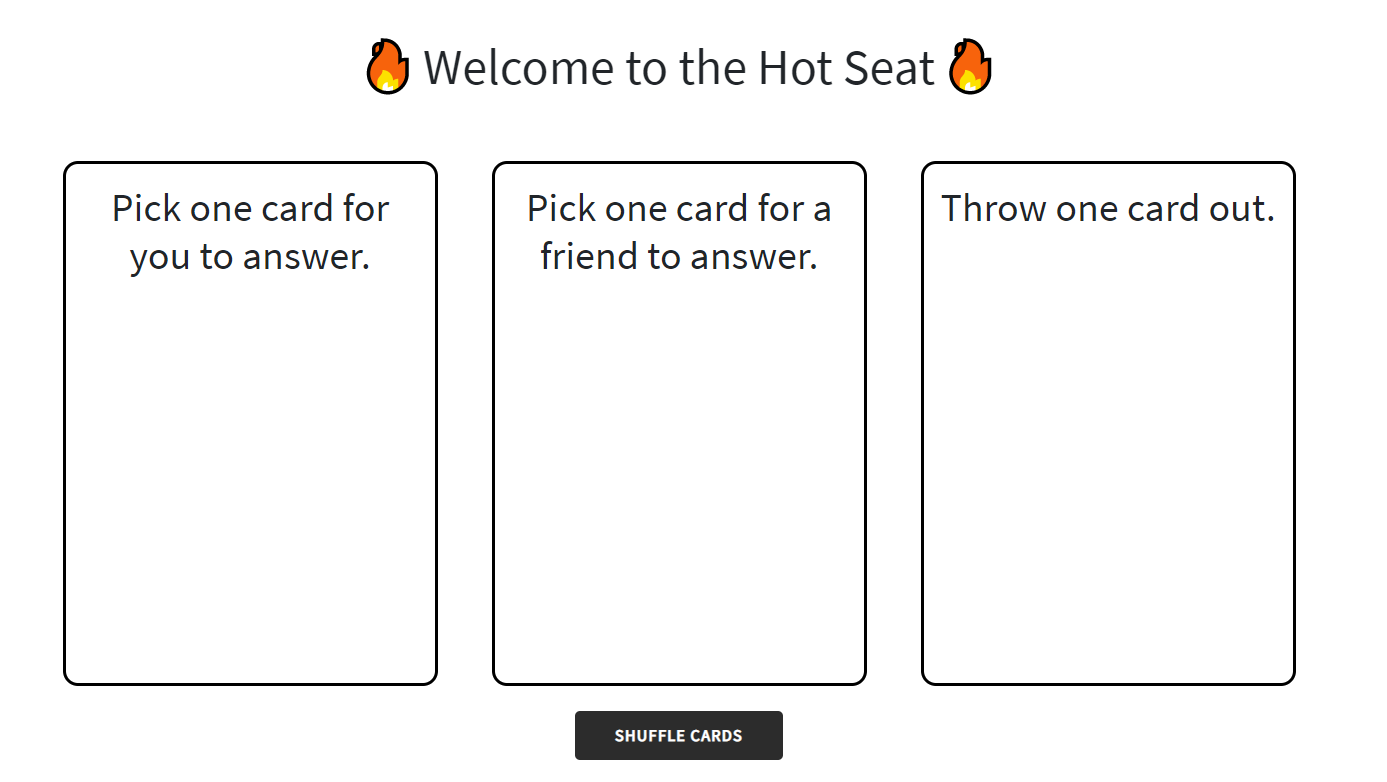 🔥 Welcome to the Hot Seat 🔥
Pick one card for
you to answer.
Pick one card for a
friend to answer.
Throw one card out.
SHUFFLE CARDS